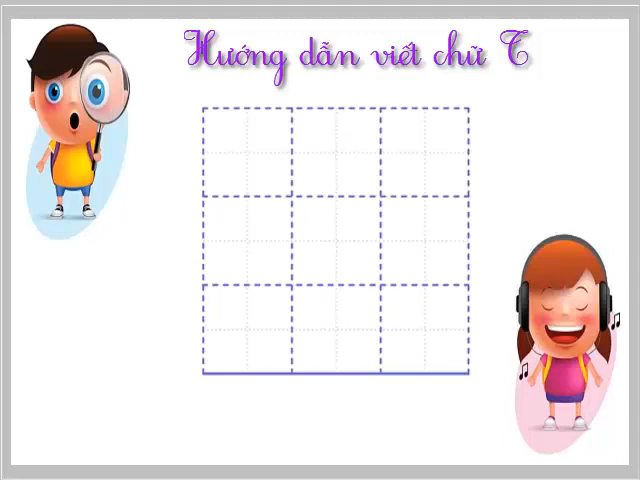 Hướng dẫn viết chữ T